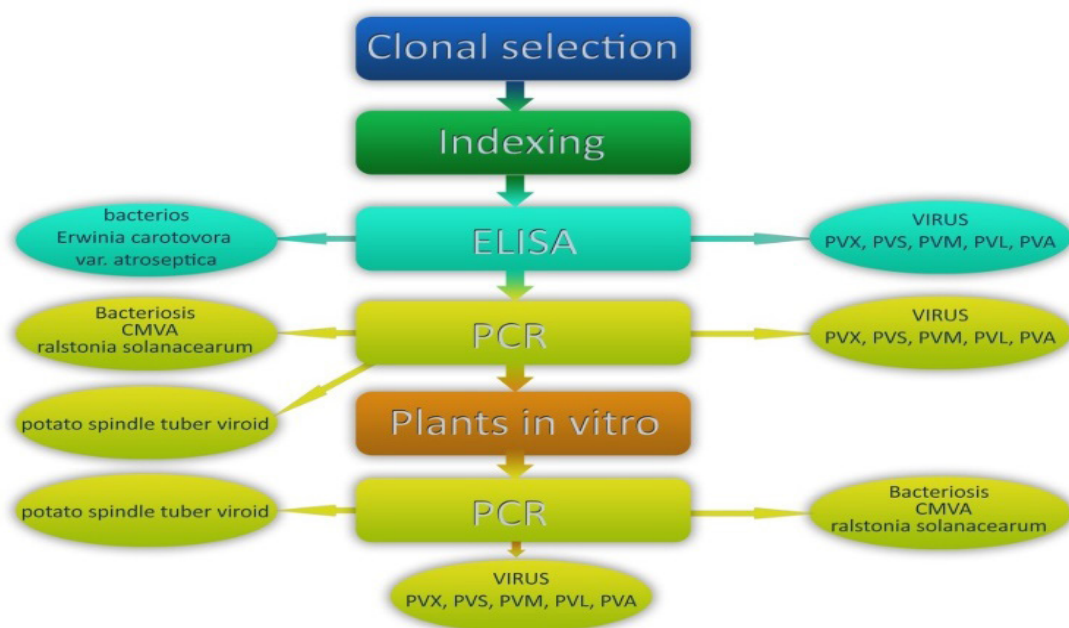 Clonal selection
Indexing
bacterios
Erwinia carotovora
var. atroseptica
ELISA
VIRUS
PVX, PVS, PVM, PVL, PVA
Bacteriosis
CMVA
ralstonia solanacearum
PCR
VIRUS
PVX, PVS, PVM, PVL, PVA
potato spindle tuber viroid
Plants in vitro
potato spindle tuber viroid
PCR
Bacteriosis
CMVA
ralstonia solanacearum
VIRUS
PVX, PVS, PVM, PVL, PVA